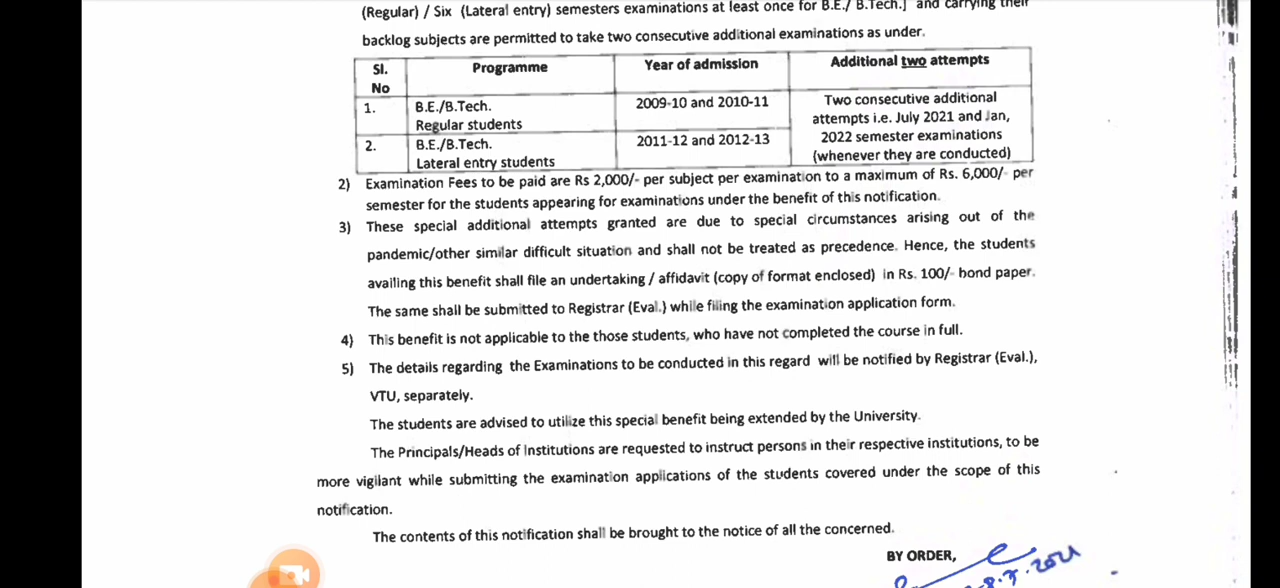 (Regular) / Six (Lateral entry) semesters examinations at least once for B.E./ B.Tech.] and carrying their
backlog subjects are permitted to take two consecutive additional examinations as under.
Sl. No | Programme | Year of admission | Additional two attempts
1. | B.E./B.Tech. Regular students | 2009-10 and 2010-11 | Two consecutive additional attempts i.e. July 2021 and Jan, 2022 semester examinations (whenever they are conducted)
2. | B.E./B.Tech. Lateral entry students | 2011-12 and 2012-13
2) Examination Fees to be paid are Rs 2,000/- per subject per examination to a maximum of Rs. 6,000/- per
semester for the students appearing for examinations under the benefit of this notification.
3) These special additional attempts granted are due to special circumstances arising out of the
pandemic/other similar difficult situation and shall not be treated as precedence. Hence, the students
availing this benefit shall file an undertaking / affidavit (copy of format enclosed) in Rs. 100/- bond paper.
The same shall be submitted to Registrar (Eval.) while filing the examination application form.
4) This benefit is not applicable to the those students, who have not completed the course in full.
5) The details regarding the Examinations to be conducted in this regard will be notified by Registrar (Eval.),
VTU, separately.
The students are advised to utilize this special benefit being extended by the University.
The Principals/Heads of Institutions are requested to instruct persons in their respective institutions, to be
more vigilant while submitting the examination applications of the students covered under the scope of this
notification.
The contents of this notification shall be brought to the notice of all the concerned.
BY ORDER,